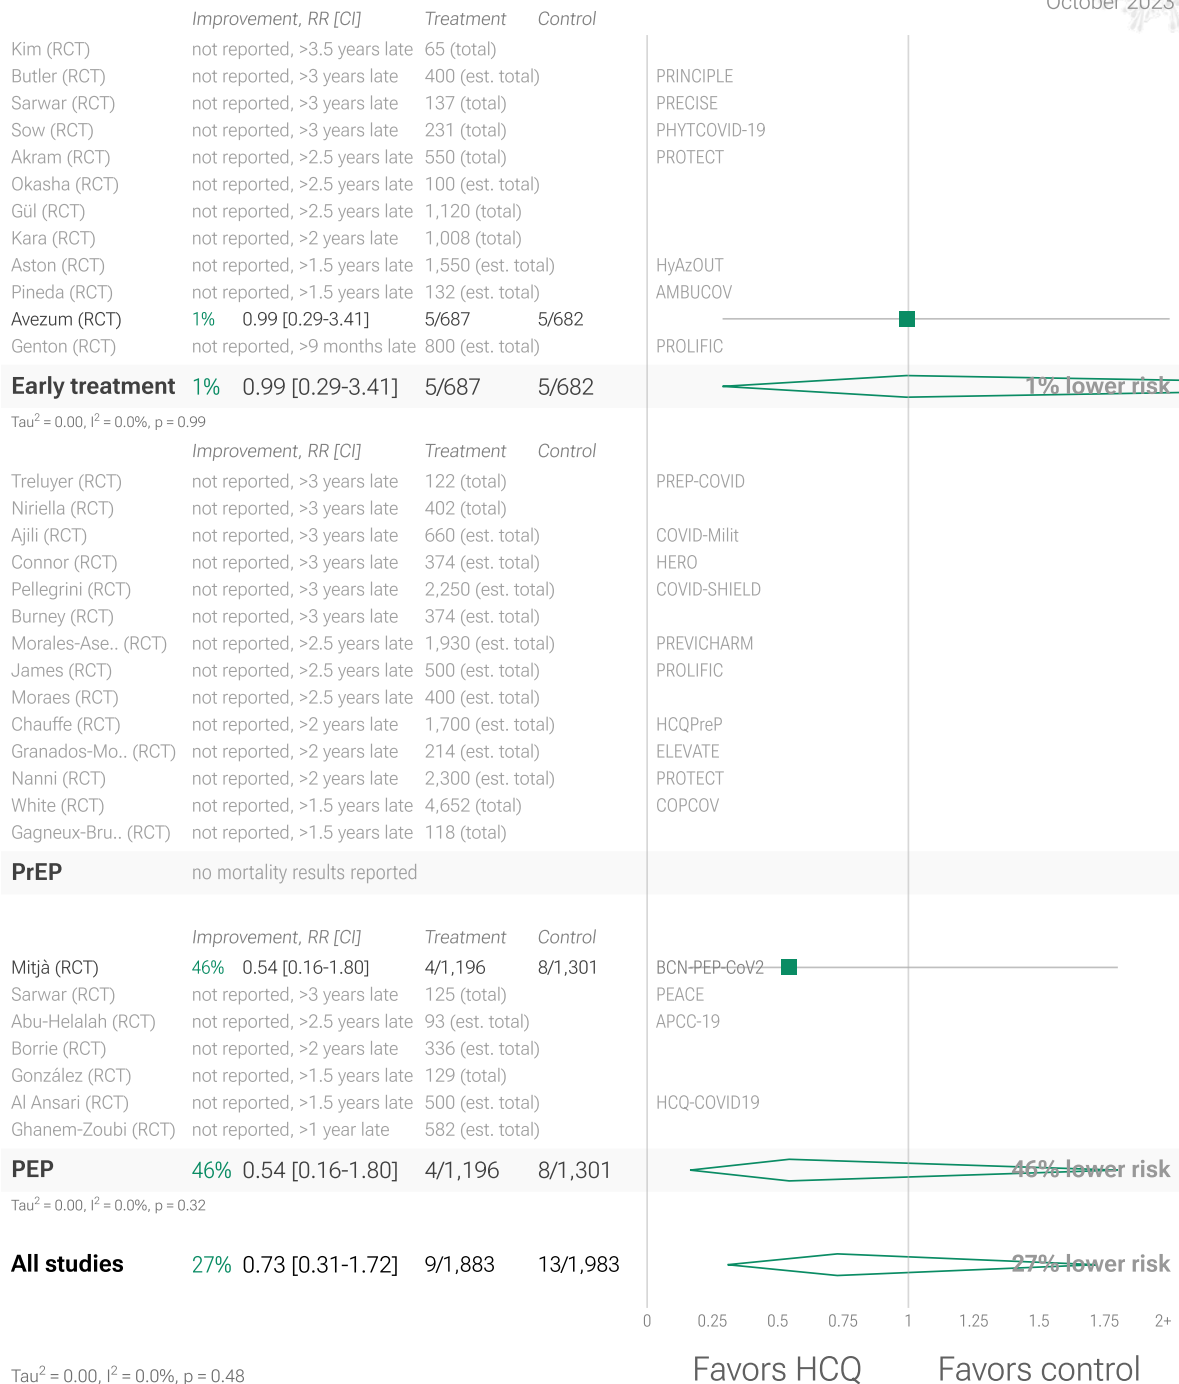 October 2023
Improvement, RR [CI] Treatment Control
Kim (RCT) not reported, >3.5 years late 65 (total)
Butler (RCT) not reported, >3 years late 400 (est. total) PRINCIPLE
Sarwar (RCT) not reported, >3 years late 137 (total) PRECISE
Sow (RCT) not reported, >3 years late 231 (total) PHYTCOVID-19
Akram (RCT) not reported, >2.5 years late 550 (total) PROTECT
Okasha (RCT) not reported, >2.5 years late 100 (est. total)
Gül (RCT) not reported, >2.5 years late 1,120 (total)
Kara (RCT) not reported, >2 years late 1,008 (total)
Aston (RCT) not reported, >1.5 years late 1,550 (est. total) HyAzOUT
Pineda (RCT) not reported, >1.5 years late 132 (total) AMBUCOV
Avezum (RCT) 1% 0.99 [0.29-3.41] 5/687 5/682
Genton (RCT) not reported, >9 months late 800 (est. total) PROLIFIC
Early treatment 1% 0.99 [0.29-3.41] 5/687 5/682 1% lower risk
Tau² = 0.00, I² = 0.0%, p = 0.99
Improvement, RR [CI] Treatment Control
Treluyer (RCT) not reported, >3 years late 122 (total) PREP-COVID
Niriella (RCT) not reported, >3 years late 402 (total)
Ajili (RCT) not reported, >3 years late 660 (est. total) COVID-Milit
Connor (RCT) not reported, >3 years late 374 (est. total) HERO
Pellegrini (RCT) not reported, >3 years late 2,250 (est. total) COVID-SHIELD
Burney (RCT) not reported, >3 years late 374 (est. total)
Morales-Ase.. (RCT) not reported, >2.5 years late 1,930 (est. total) PREVICHARM
James (RCT) not reported, >2.5 years late 500 (est. total) PROLIFIC
Moraes (RCT) not reported, >2.5 years late 400 (est. total)
Chauffe (RCT) not reported, >2 years late 1,700 (est. total) HCQPreP
Granados-Mo.. (RCT) not reported, >2 years late 214 (est. total) ELEVATE
Nanni (RCT) not reported, >2 years late 2,300 (est. total) PROTECT
White (RCT) not reported, >1.5 years late 4,652 (total) COPCOV
Gagneux-Bru.. (RCT) not reported, >1.5 years late 118 (total)
PrEP no mortality results reported
Improvement, RR [CI] Treatment Control
Mitjà (RCT) 46% 0.54 [0.16-1.80] 4/1,196 8/1,301 BCN-PEP-CoV2
Sarwar (RCT) not reported, >3 years late 125 (total) PEACE
Abu-Helalah (RCT) not reported, >2.5 years late 93 (est. total) APCC-19
Borrie (RCT) not reported, >2 years late 336 (est. total)
González (RCT) not reported, >1.5 years late 129 (total)
Al Ansari (RCT) not reported, >1.5 years late 500 (est. total) HCQ-COVID19
Ghanem-Zoubi (RCT) not reported, >1 year late 582 (est. total)
PEP 46% 0.54 [0.16-1.80] 4/1,196 8/1,301 46% lower risk
Tau² = 0.00, I² = 0.0%, p = 0.32
All studies 27% 0.73 [0.31-1.72] 9/1,883 13/1,983 27% lower risk
0 0.25 0.5 0.75 1 1.25 1.5 1.75 2+
Tau² = 0.00, I² = 0.0%, p = 0.48 Favors HCQ Favors control